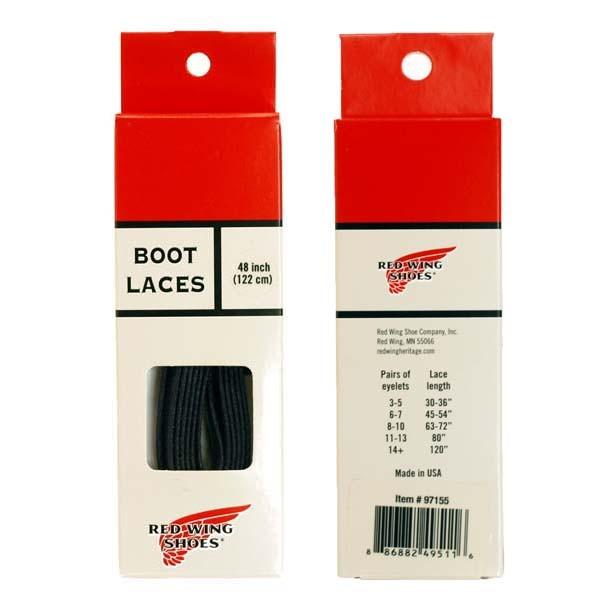 BOOT
LACES
48 inch
(122 cm)
RED WING
SHOES®
RED WING
SHOES®
Red Wing Shoe Company, Inc.
Red Wing, MN 55066
redwingheritage.com
Pairs of eyelets Lace length
3-5 30-36"
6-7 45-54"
8-10 63-72"
11-13 80"
14+ 120"
Made in USA
Item # 97155
8 86882 49511 6